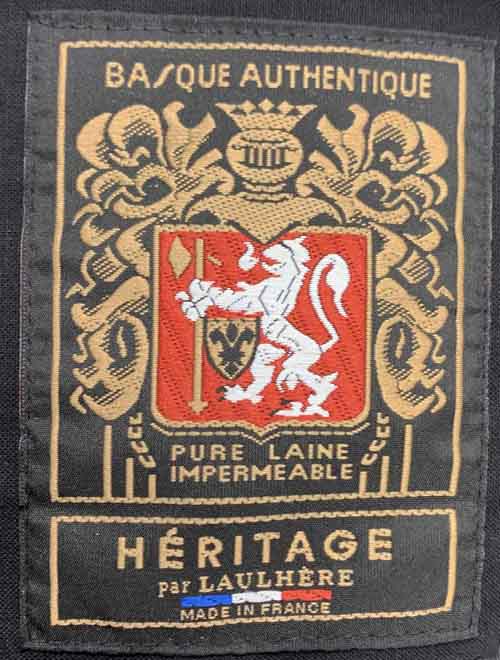 BASQUE AUTHENTIQUE
PURE LAINE
IMPERMEABLE
HÉRITAGE
par LAULHÈRE
MADE IN FRANCE